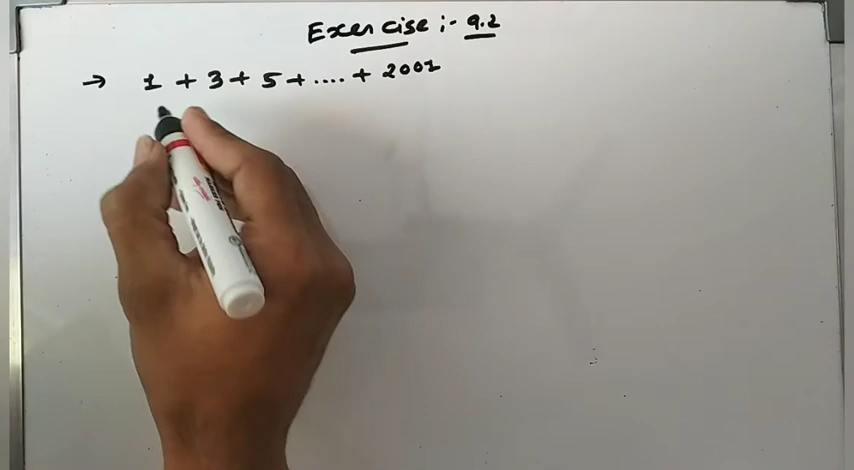 Exercise :- 9.2
→ 1 + 3 + 5 + .... + 2001